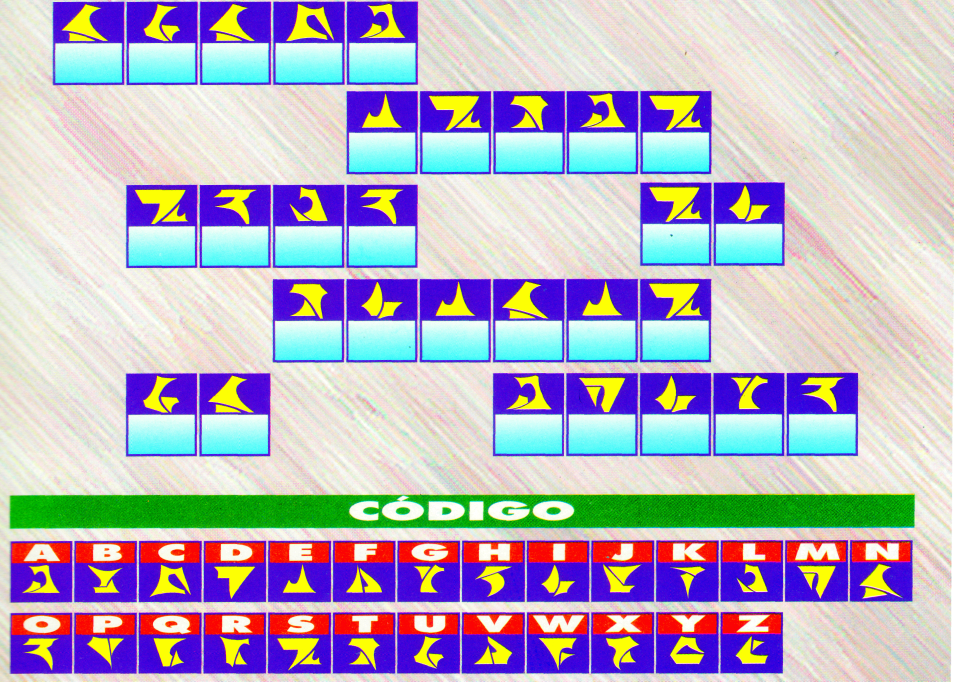 CÓDIGO
A B C D E F G H I J K L M N
O P Q R S T U V W X Y Z